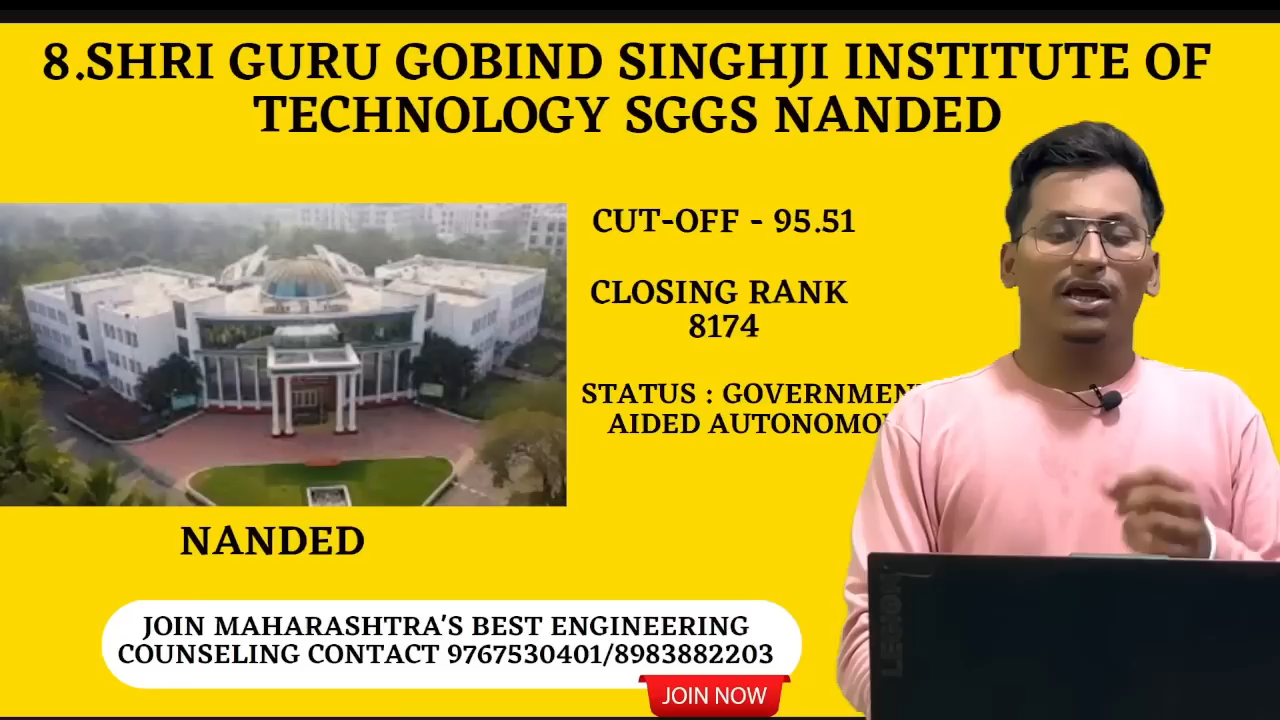 8.SHRI GURU GOBIND SINGHJI INSTITUTE OF
TECHNOLOGY SGGS NANDED
CUT-OFF - 95.51
CLOSING RANK
8174
STATUS : GOVERNMEN
AIDED AUTONOMO
NANDED
JOIN MAHARASHTRA'S BEST ENGINEERING
COUNSELING CONTACT 9767530401/8983882203
JOIN NOW
LEGION